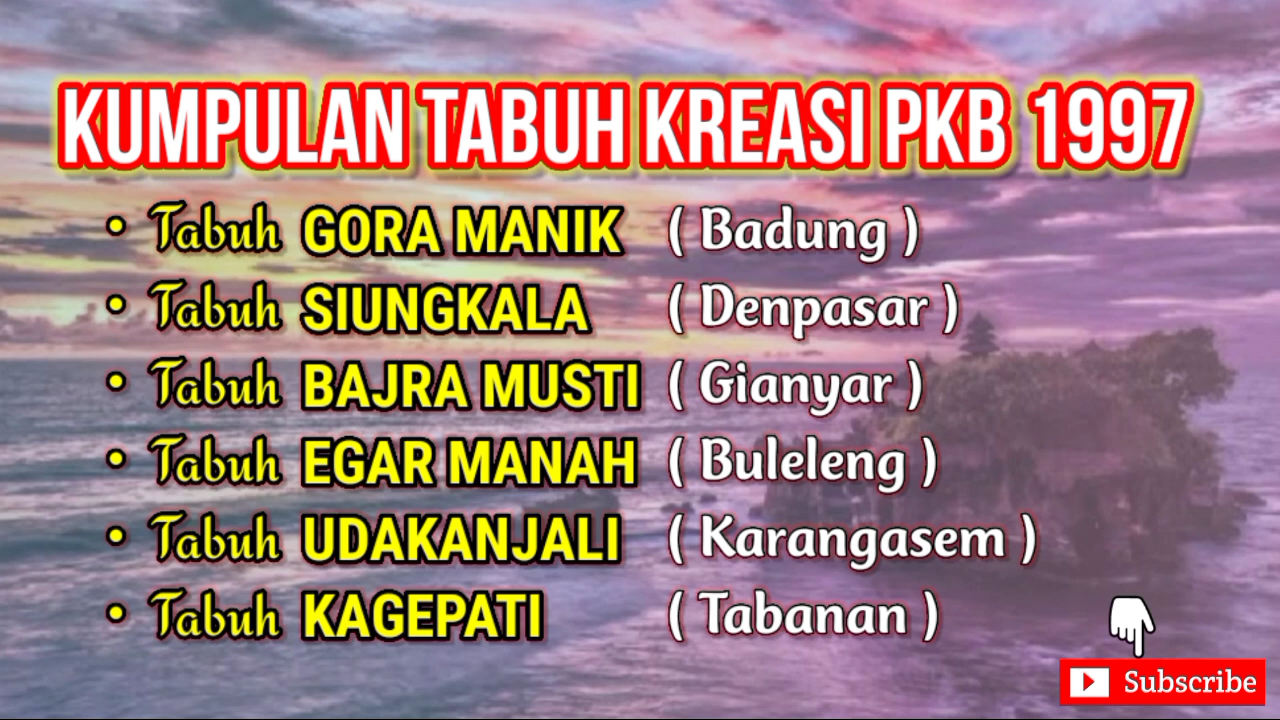 KUMPULAN TABUH KREASI PKB 1997
• Tabuh GORA MANIK ( Badung )
• Tabuh SIUNGKALA ( Denpasar )
• Tabuh BAJRA MUSTI ( Gianyar )
• Tabuh EGAR MANAH ( Buleleng )
• Tabuh UDAKANJALI ( Karangasem )
• Tabuh KAGEPATI ( Tabanan )
Subscribe